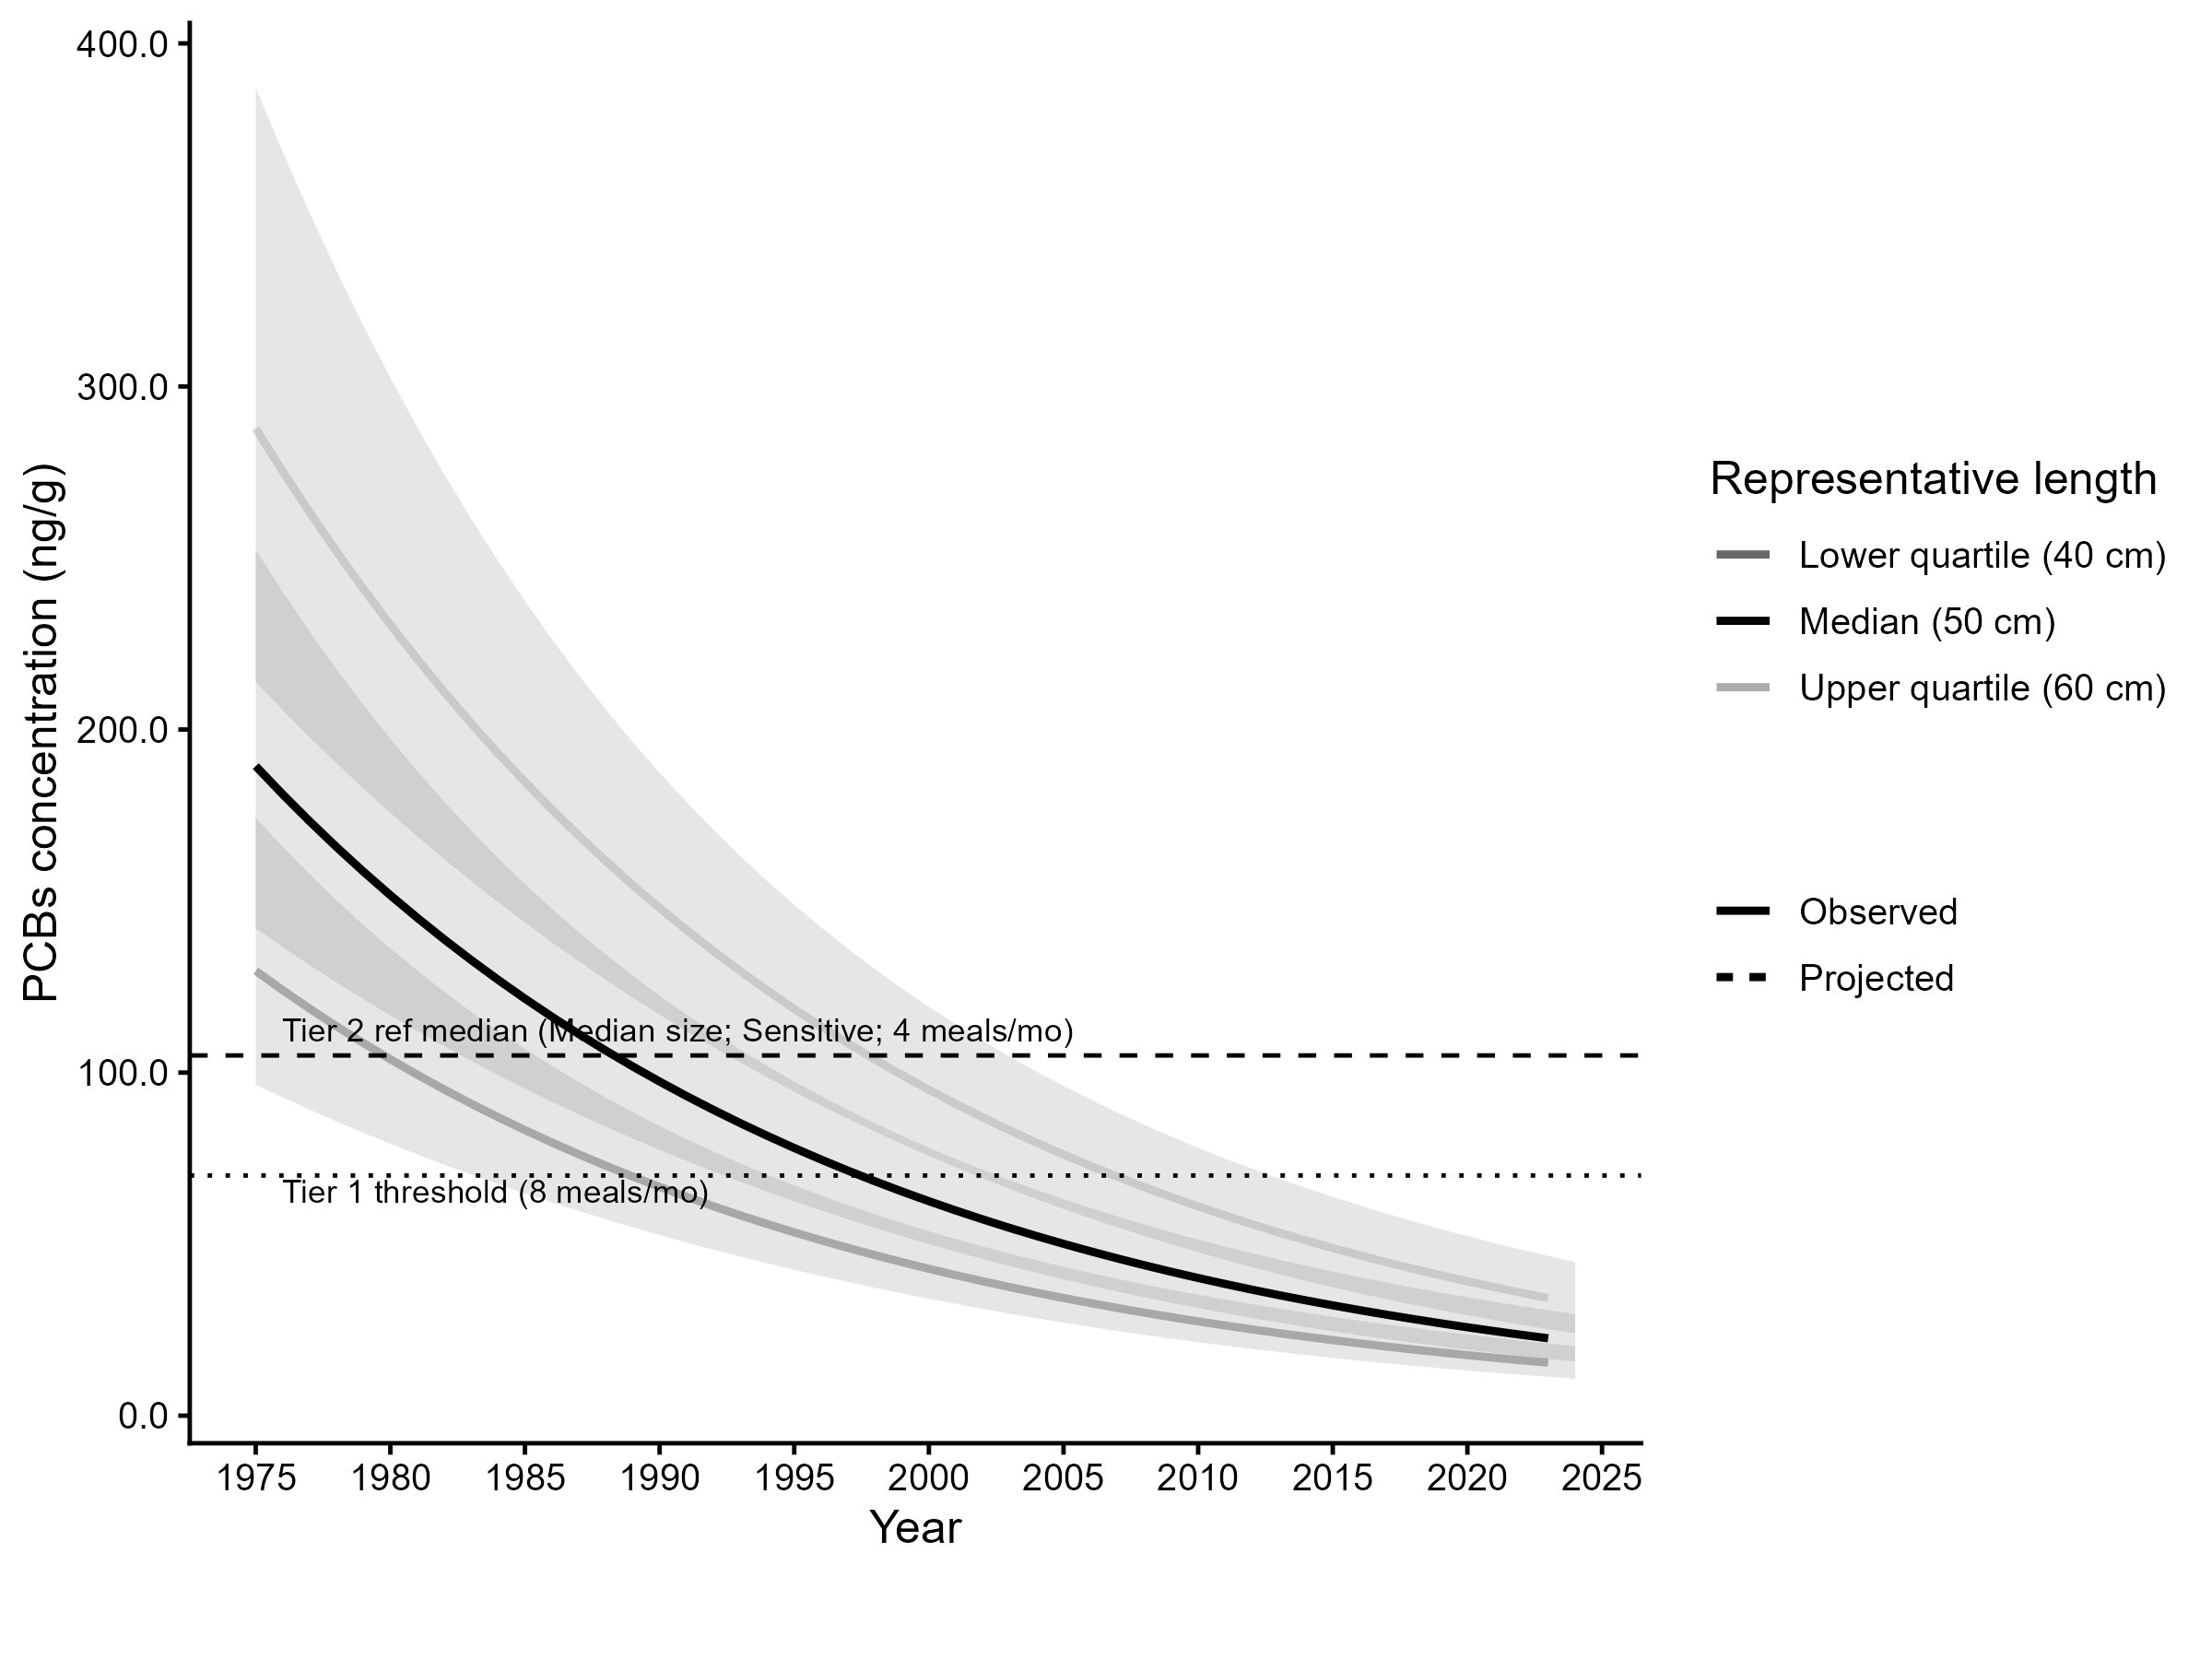 400.0
300.0
200.0
100.0
0.0
PCBs concentration (ng/g)
Tier 2 ref median (Median size; Sensitive; 4 meals/mo)
Tier 1 threshold (8 meals/mo)
1975 1980 1985 1990 1995 2000 2005 2010 2015 2020 2025
Year
Representative length
Lower quartile (40 cm)
Median (50 cm)
Upper quartile (60 cm)
Observed
Projected